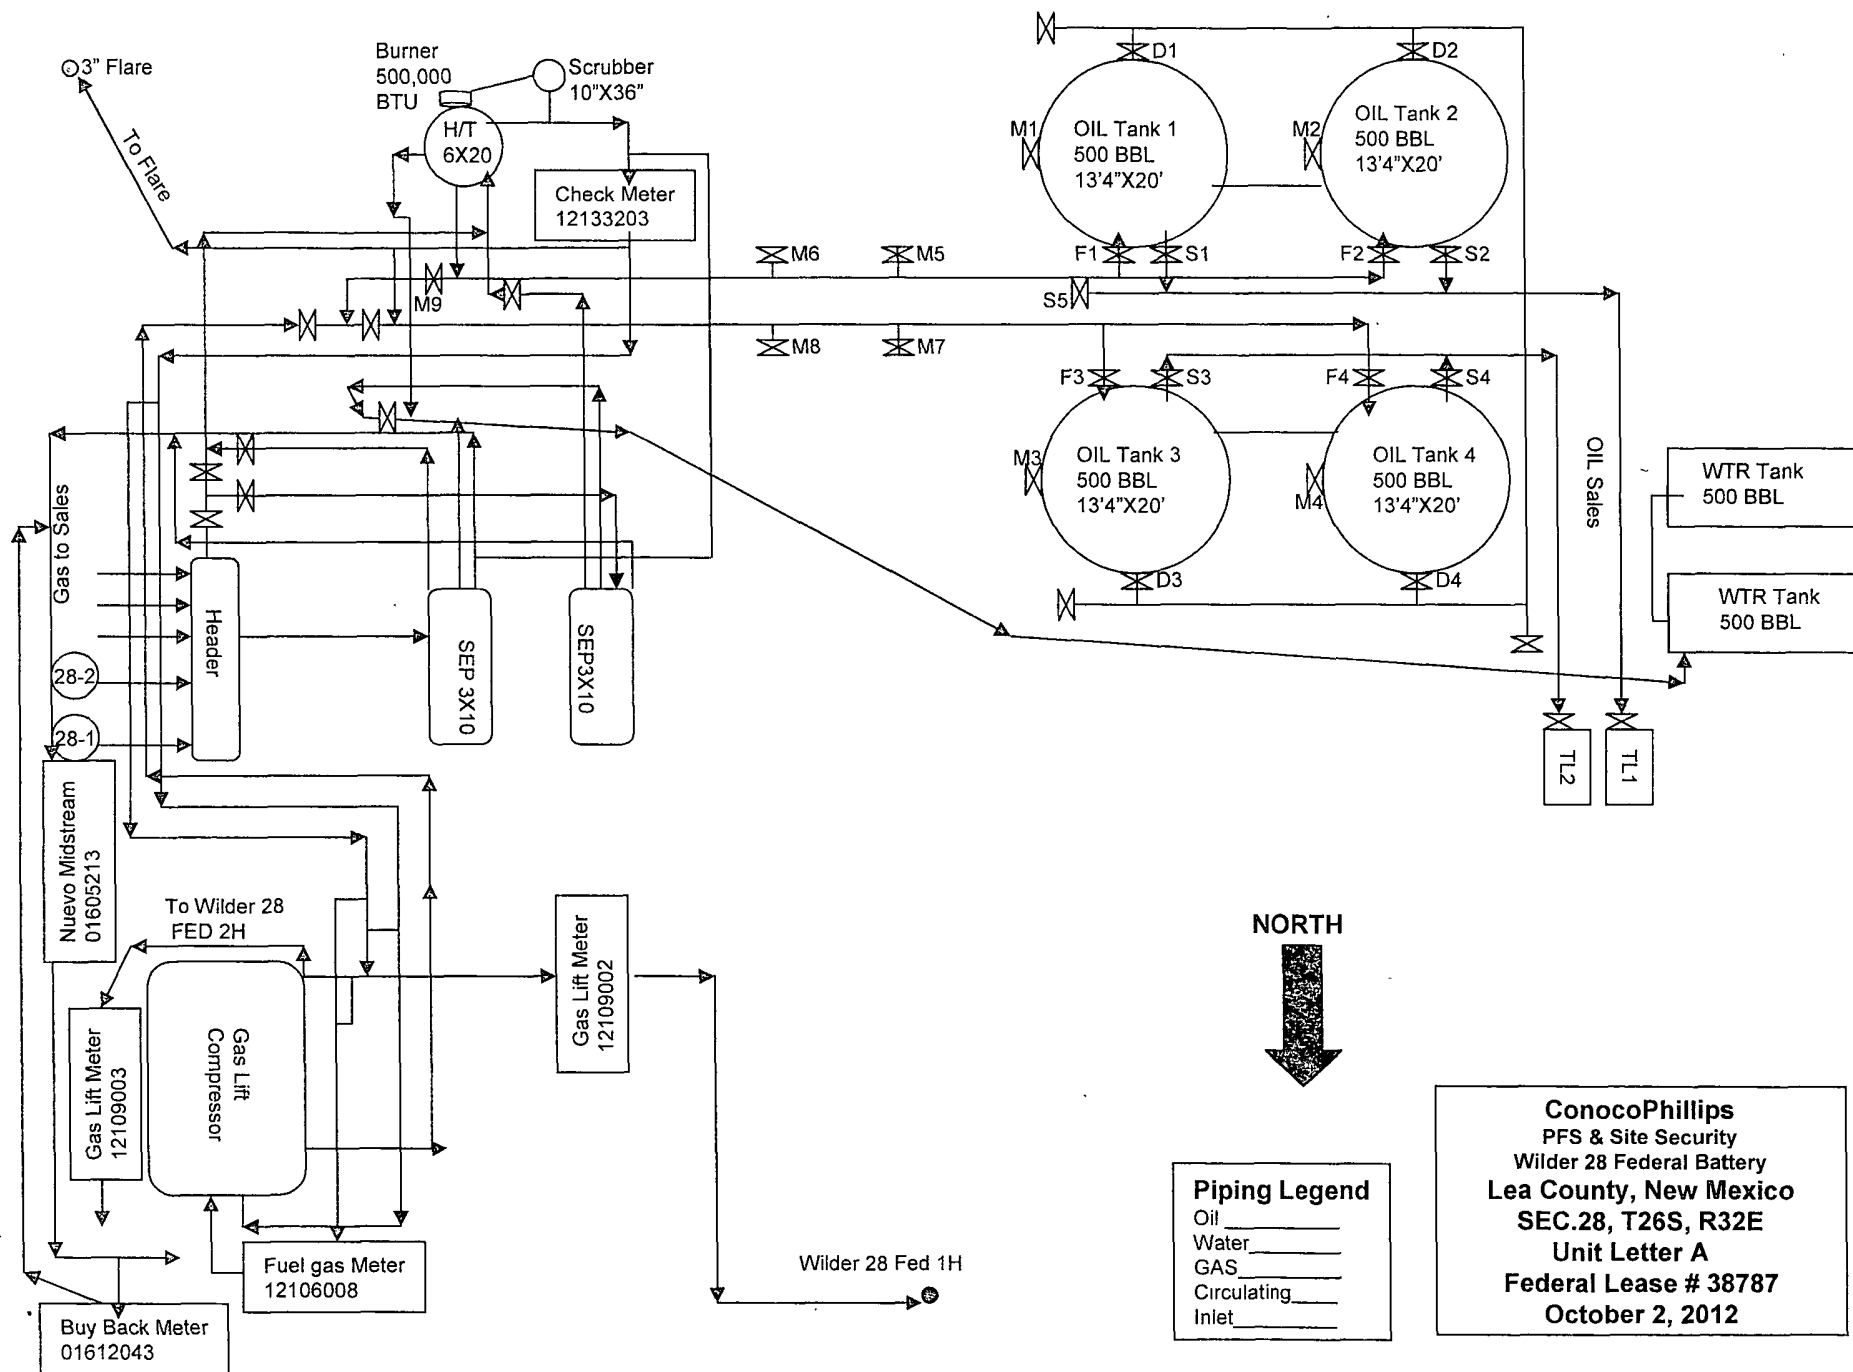 3" Flare
To Flare
Burner
500,000
BTU
Scrubber
10"X36"
H/T
6X20
Check Meter
12133203
D1
D2
M1
OIL Tank 1
500 BBL
13'4"X20'
M2
OIL Tank 2
500 BBL
13'4"X20'
M6
M5
F1
S1
F2
S2
M9
S5
M8
M7
F3
S3
F4
S4
M3
OIL Tank 3
500 BBL
13'4"X20'
M4
OIL Tank 4
500 BBL
13'4"X20'
D3
D4
OIL Sales
WTR Tank
500 BBL
WTR Tank
500 BBL
TL2
TL1
Gas to Sales
Header
SEP 3X10
SEP3X10
28-2
28-1
Nuevo Midstream
01605213
To Wilder 28
FED 2H
Gas Lift Meter
12109003
Gas Lift
Compressor
Gas Lift Meter
12109002
Fuel gas Meter
12106008
Buy Back Meter
01612043
Wilder 28 Fed 1H
NORTH
Piping Legend
Oil
Water
GAS
Circulating
Inlet
ConocoPhillips
PFS & Site Security
Wilder 28 Federal Battery
Lea County, New Mexico
SEC.28, T26S, R32E
Unit Letter A
Federal Lease # 38787
October 2, 2012